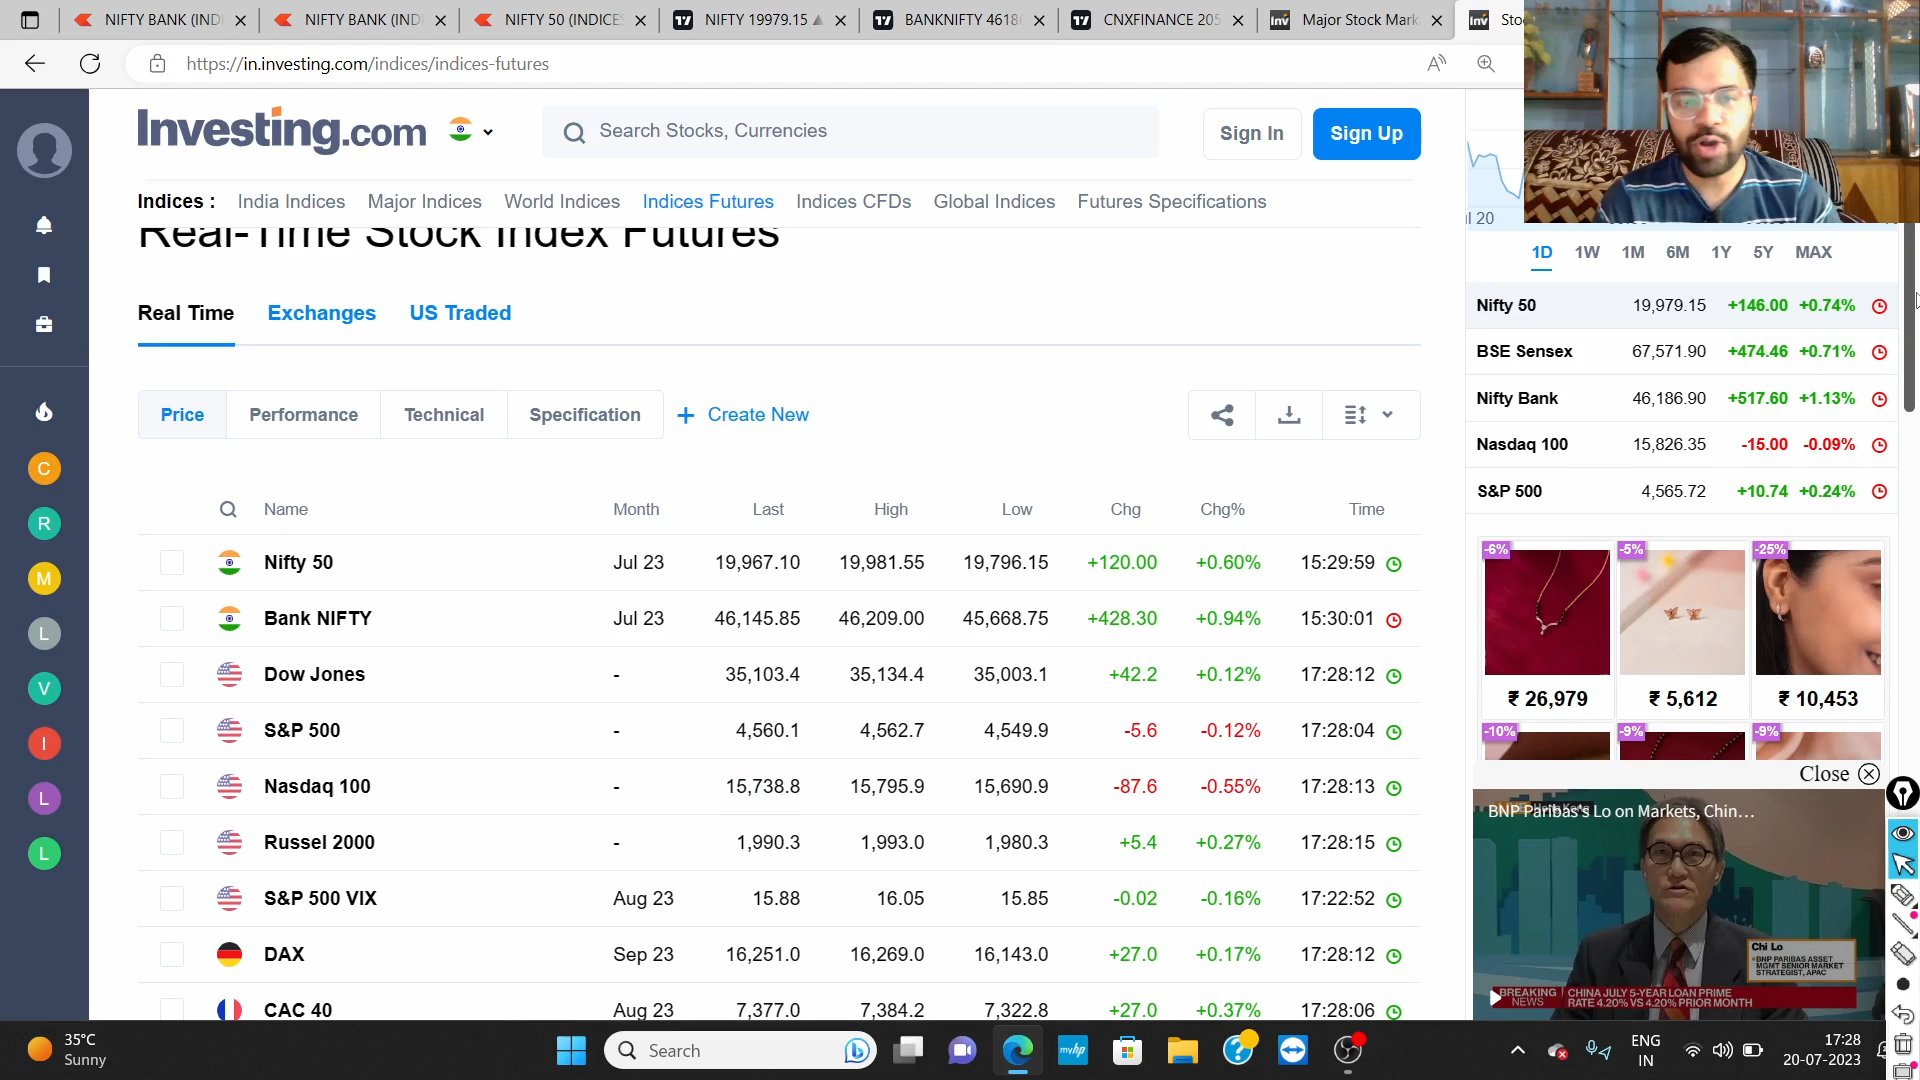 NIFTY BANK (INDI
NIFTY BANK (INDI
NIFTY 50 (INDICES
NIFTY 19979.15
BANKNIFTY 4618
CNXFINANCE 205
Major Stock Mark
Stoc
https://in.investing.com/indices/indices-futures
Investing.com
Search Stocks, Currencies
Sign In
Sign Up
Indices :
India Indices
Major Indices
World Indices
Indices Futures
Indices CFDs
Global Indices
Futures Specifications
Real-Time Stock Index Futures
Real Time
Exchanges
US Traded
Price
Performance
Technical
Specification
+ Create New
Name Month Last High Low Chg Chg% Time
Nifty 50 Jul 23 19,967.10 19,981.55 19,796.15 +120.00 +0.60% 15:29:59
Bank NIFTY Jul 23 46,145.85 46,209.00 45,668.75 +428.30 +0.94% 15:30:01
Dow Jones - 35,103.4 35,134.4 35,003.1 +42.2 +0.12% 17:28:12
S&P 500 - 4,560.1 4,562.7 4,549.9 -5.6 -0.12% 17:28:04
Nasdaq 100 - 15,738.8 15,795.9 15,690.9 -87.6 -0.55% 17:28:13
Russel 2000 - 1,990.3 1,993.0 1,980.3 +5.4 +0.27% 17:28:15
S&P 500 VIX Aug 23 15.88 16.05 15.85 -0.02 -0.16% 17:22:52
DAX Sep 23 16,251.0 16,269.0 16,143.0 +27.0 +0.17% 17:28:12
CAC 40 Aug 23 7,377.0 7,384.2 7,322.8 +27.0 +0.37% 17:28:06
C
R
M
L
V
I
L
L
ul 20
1D 1W 1M 6M 1Y 5Y MAX
Nifty 50 19,979.15 +146.00 +0.74%
BSE Sensex 67,571.90 +474.46 +0.71%
Nifty Bank 46,186.90 +517.60 +1.13%
Nasdaq 100 15,826.35 -15.00 -0.09%
S&P 500 4,565.72 +10.74 +0.24%
-6% -5% -25%
₹ 26,979 ₹ 5,612 ₹ 10,453
-10% -9% -9%
Close
BNP Paribas's Lo on Markets, Chin…
Chi Lo
BNP PARIBAS ASSET
MGMT SENIOR MARKET
STRATEGIST, APAC
BREAKING
NEWS
CHINA JULY 5-YEAR LOAN PRIME
RATE 4.20% VS 4.20% PRIOR MONTH
35°C
Sunny
Search
myhp
ENG
IN
17:28
20-07-2023